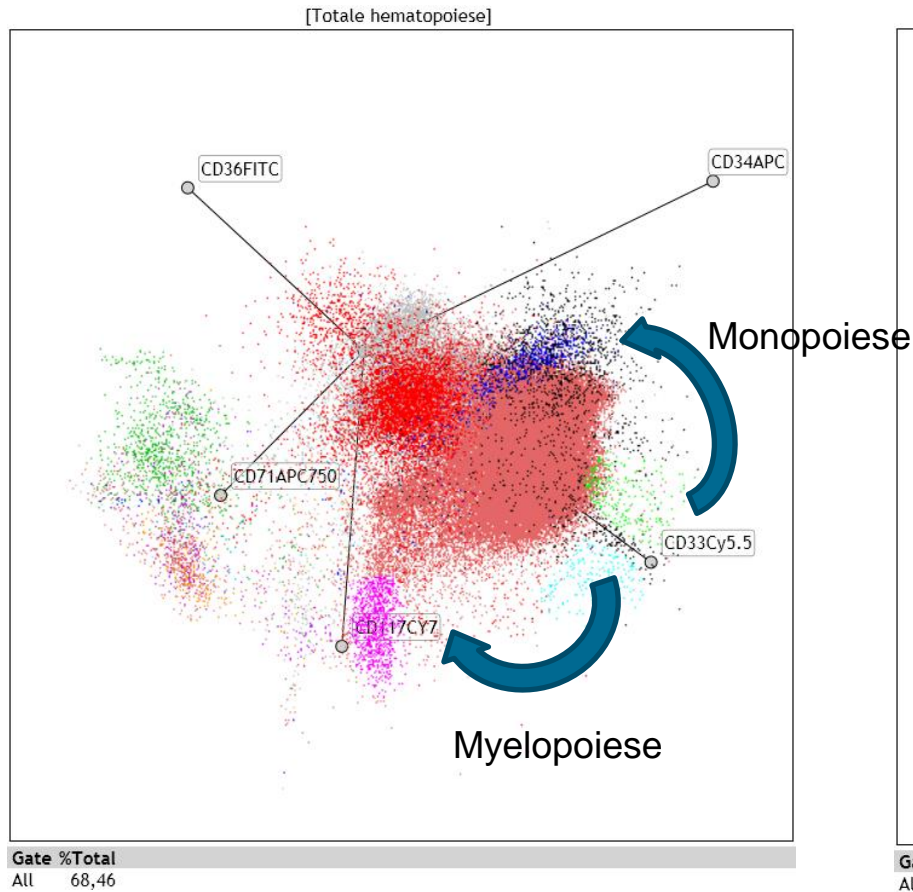 [Totale hematopoiese]
CD36FITC
CD34APC
Monopoiese
CD71APC750
CD33Cy5.5
CD117CY7
Myelopoiese
Gate %Total
All 68,46